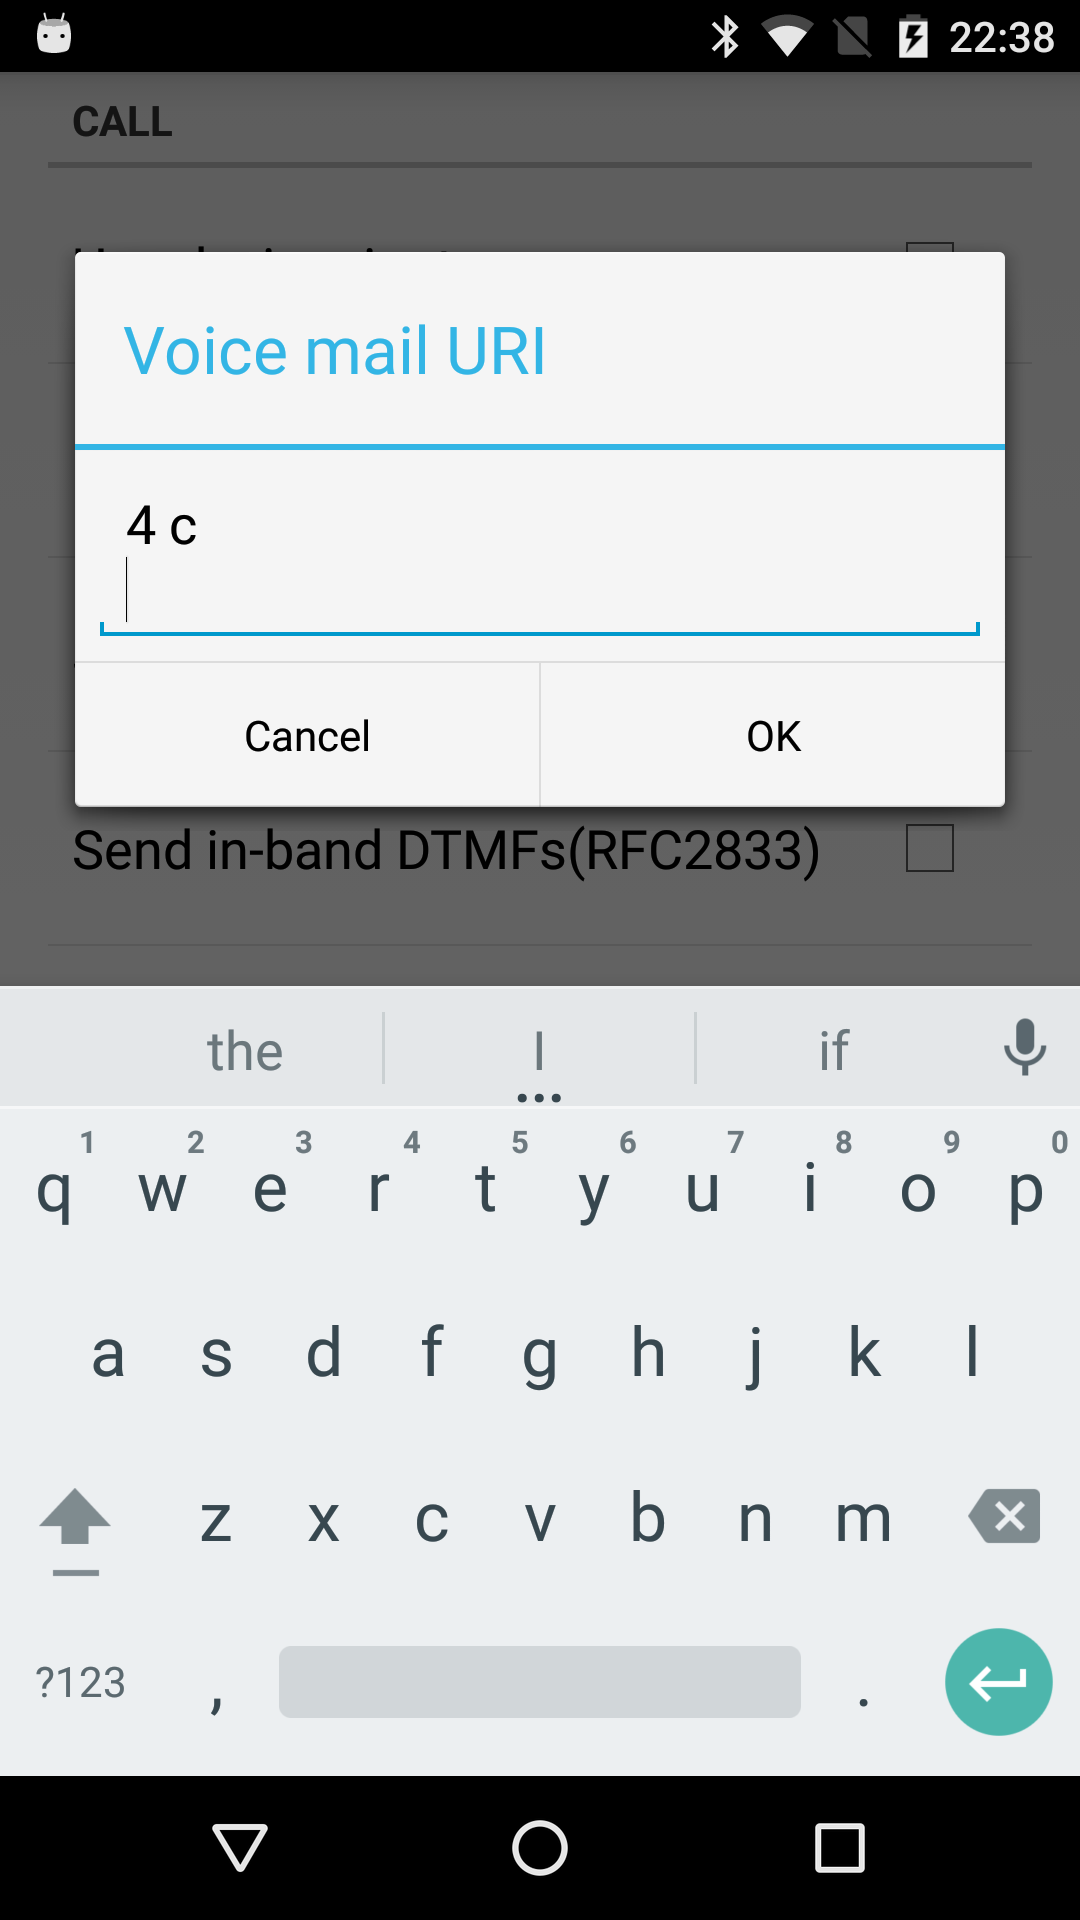 22:38
CALL
Voice mail URI
4 c
Cancel OK
Send in-band DTMFs(RFC2833)
the I if
1 2 3 4 5 6 7 8 9 0
q w e r t y u i o p
a s d f g h j k l
z x c v b n m
?123 , .